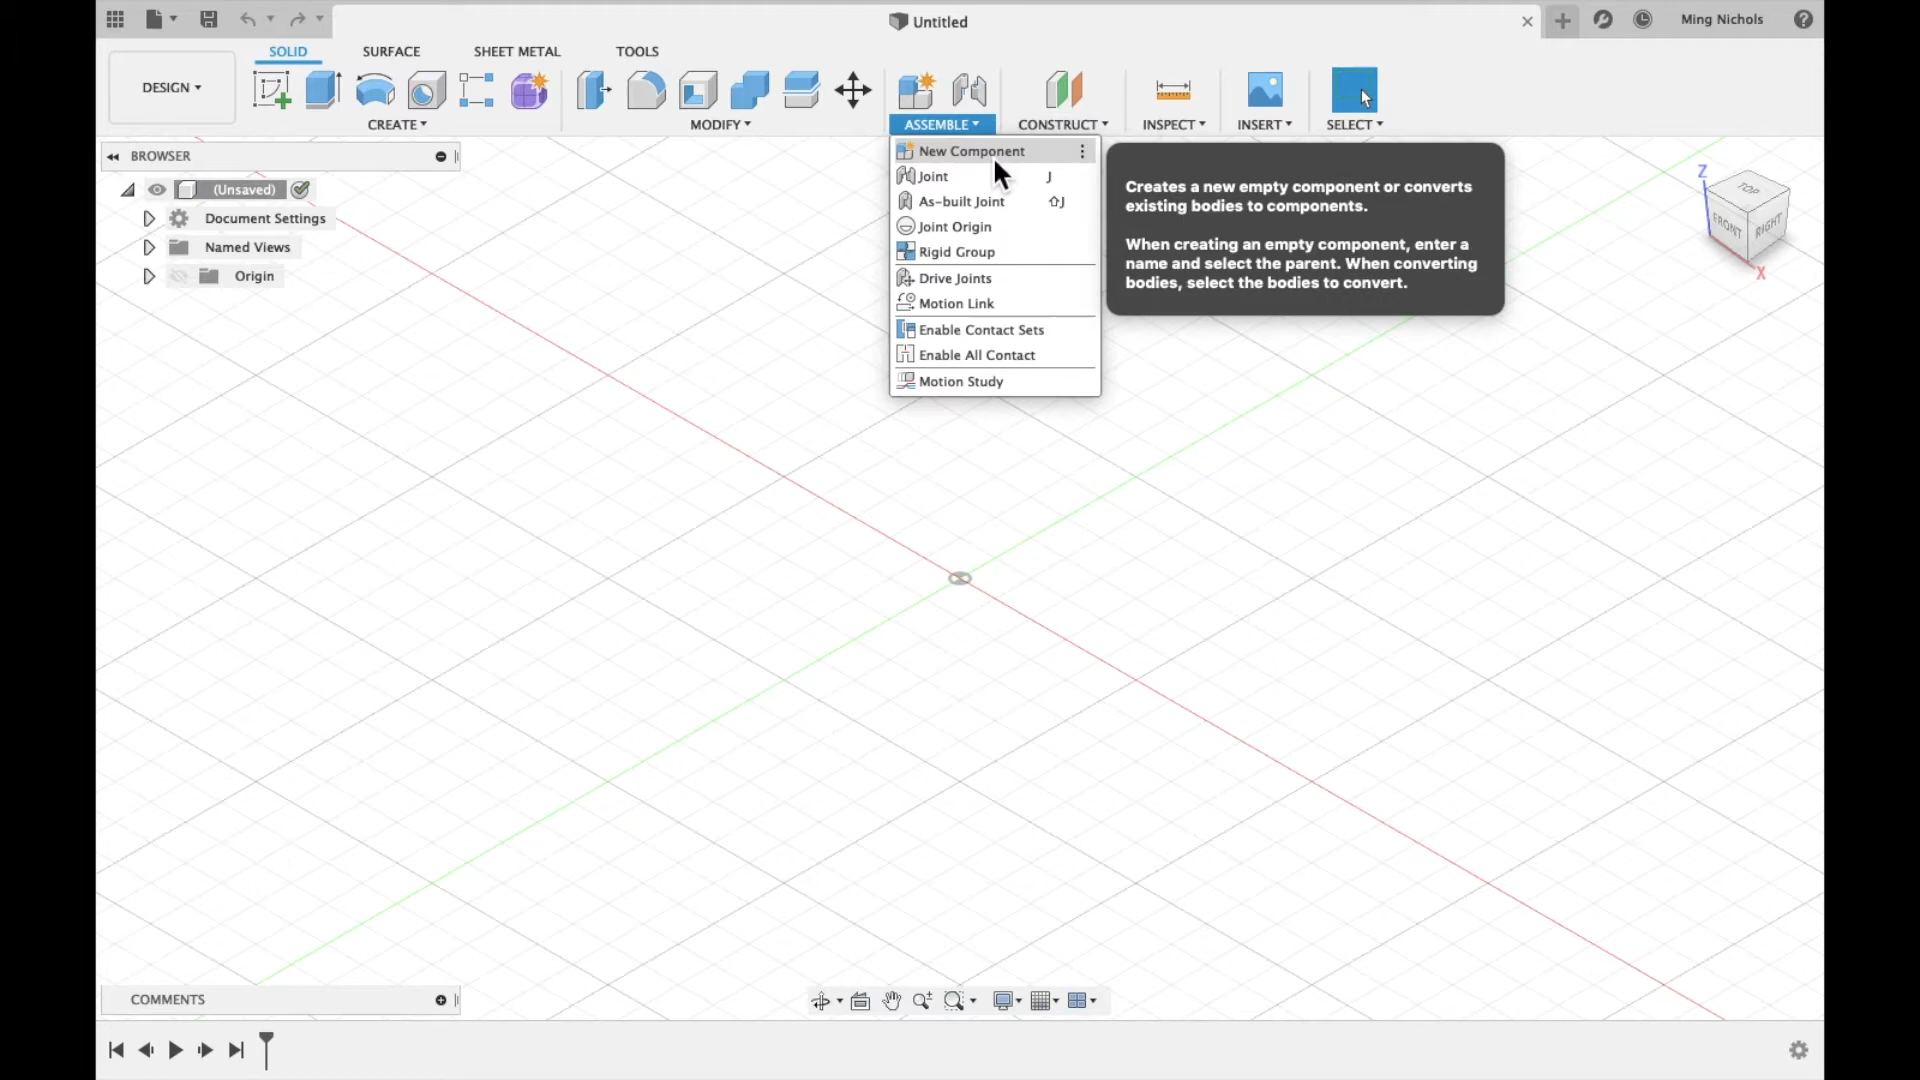 Untitled
Ming Nichols
SOLID
SURFACE
SHEET METAL
TOOLS
DESIGN
CREATE
MODIFY
ASSEMBLE
CONSTRUCT
INSPECT
INSERT
SELECT
BROWSER
(Unsaved)
Document Settings
Named Views
Origin
New Component
Joint J
As-built Joint ⇧J
Joint Origin
Rigid Group
Drive Joints
Motion Link
Enable Contact Sets
Enable All Contact
Motion Study
Creates a new empty component or converts
existing bodies to components.
When creating an empty component, enter a
name and select the parent. When converting
bodies, select the bodies to convert.
Z
TOP
FRONT
RIGHT
X
COMMENTS